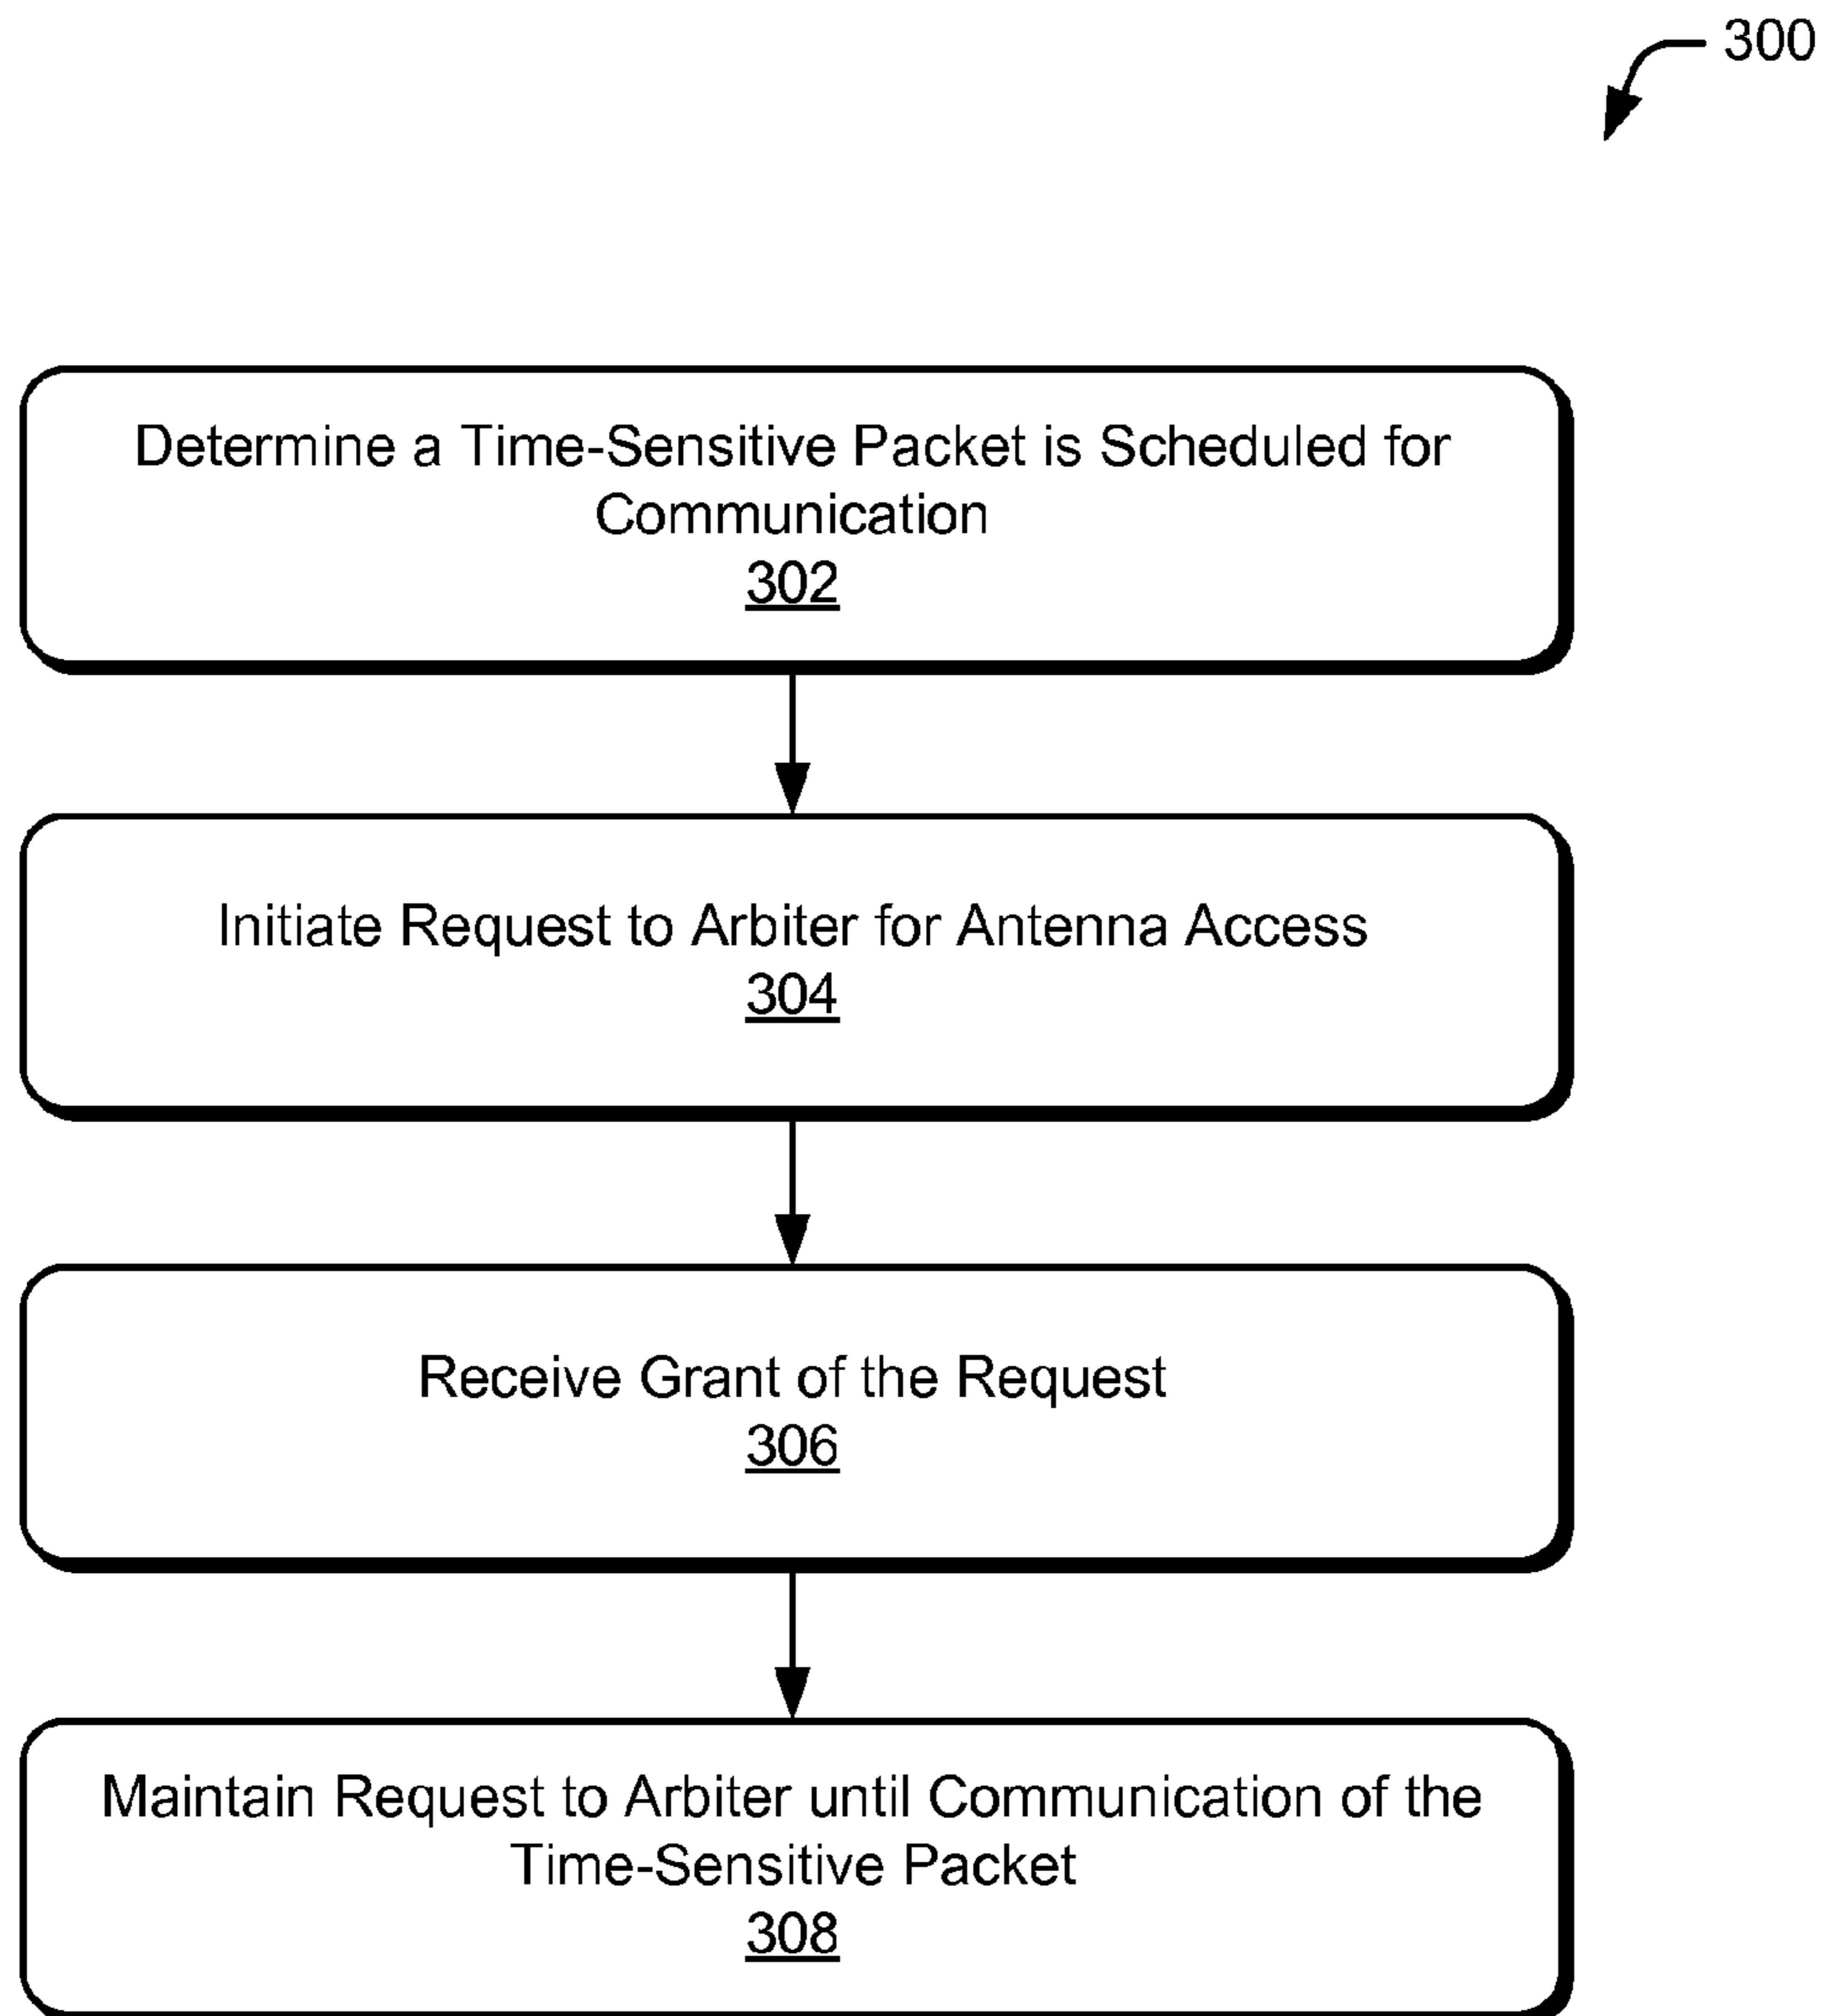 300
Determine a Time-Sensitive Packet is Scheduled for
Communication
302
Initiate Request to Arbiter for Antenna Access
304
Receive Grant of the Request
306
Maintain Request to Arbiter until Communication of the
Time-Sensitive Packet
308